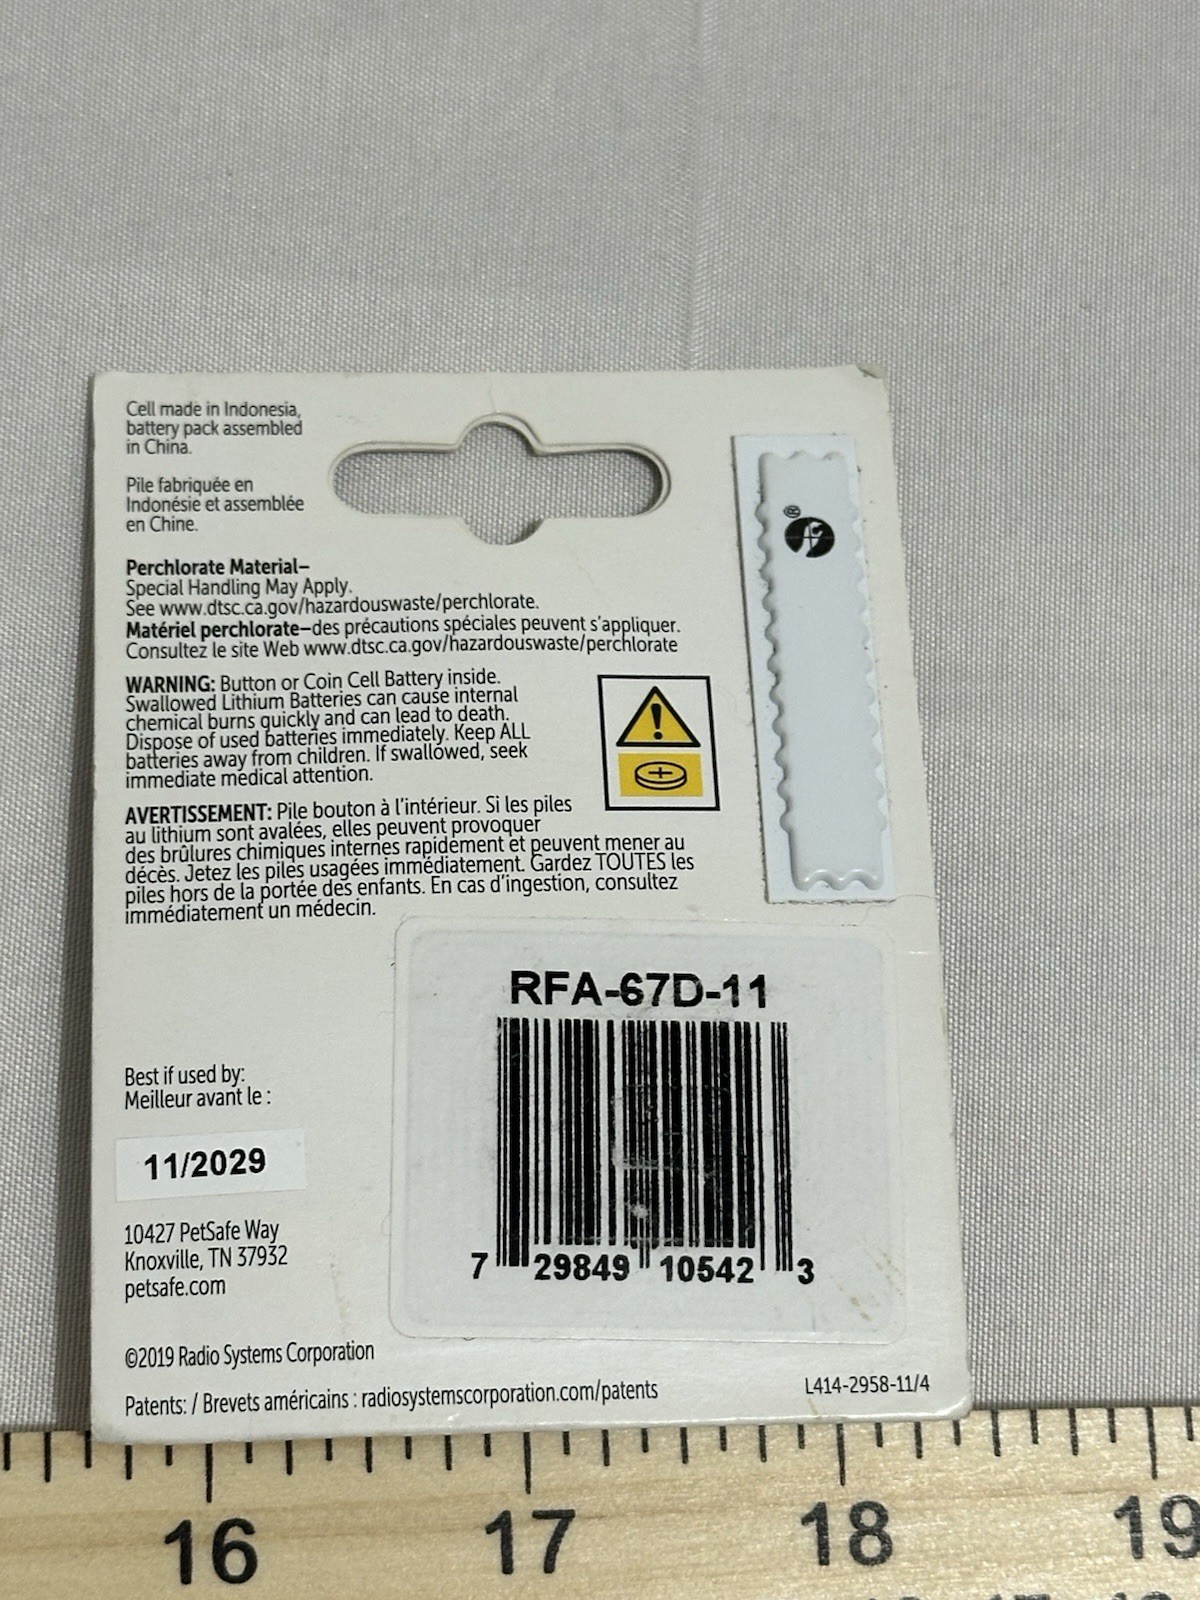 Cell made in Indonesia,
battery pack assembled
in China.
Pile fabriquée en
Indonésie et assemblée
en Chine.
®
Perchlorate Material–
Special Handling May Apply.
See www.dtsc.ca.gov/hazardouswaste/perchlorate.
Matériel perchlorate–des précautions spéciales peuvent s'appliquer.
Consultez le site Web www.dtsc.ca.gov/hazardouswaste/perchlorate
WARNING: Button or Coin Cell Battery inside.
Swallowed Lithium Batteries can cause internal
chemical burns quickly and can lead to death.
Dispose of used batteries immediately. Keep ALL
batteries away from children. If swallowed, seek
immediate medical attention.
AVERTISSEMENT: Pile bouton à l'intérieur. Si les piles
au lithium sont avalées, elles peuvent provoquer
des brûlures chimiques internes rapidement et peuvent mener au
décès. Jetez les piles usagées immédiatement. Gardez TOUTES les
piles hors de la portée des enfants. En cas d'ingestion, consultez
immédiatement un médecin.
RFA-67D-11
7 29849 10542 3
Best if used by:
Meilleur avant le :
11/2029
10427 PetSafe Way
Knoxville, TN 37932
petsafe.com
©2019 Radio Systems Corporation
Patents: / Brevets américains : radiosystemscorporation.com/patents
L414-2958-11/4
16 17 18 19